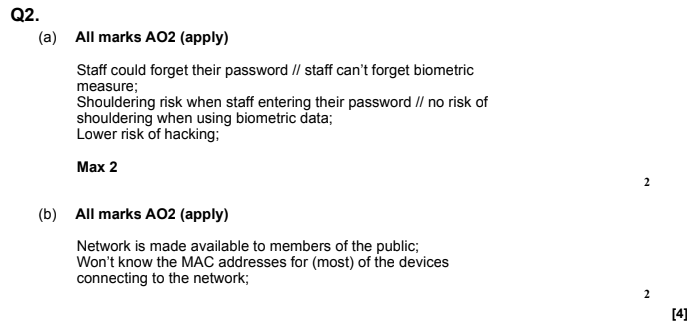 Q2.
(a) All marks AO2 (apply)
Staff could forget their password // staff can't forget biometric
measure;
Shouldering risk when staff entering their password // no risk of
shouldering when using biometric data;
Lower risk of hacking;
Max 2
2
(b) All marks AO2 (apply)
Network is made available to members of the public;
Won't know the MAC addresses for (most) of the devices
connecting to the network;
2
[4]